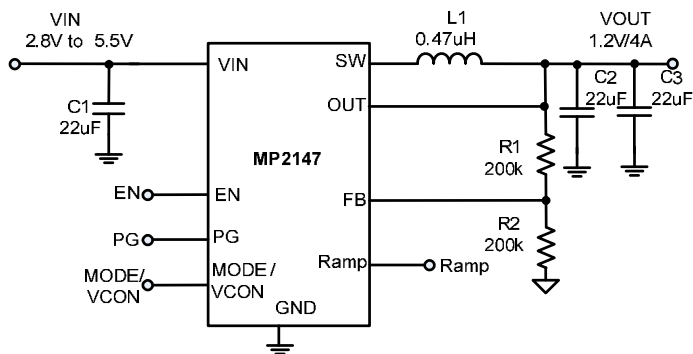 VIN
2.8V to 5.5V
L1
0.47uH
VOUT
1.2V/4A
VIN
SW
C1
22uF
OUT
C2
22uF
C3
22uF
MP2147
R1
200k
EN
EN
FB
PG
PG
R2
200k
MODE/
VCON
MODE/
VCON
Ramp
Ramp
GND